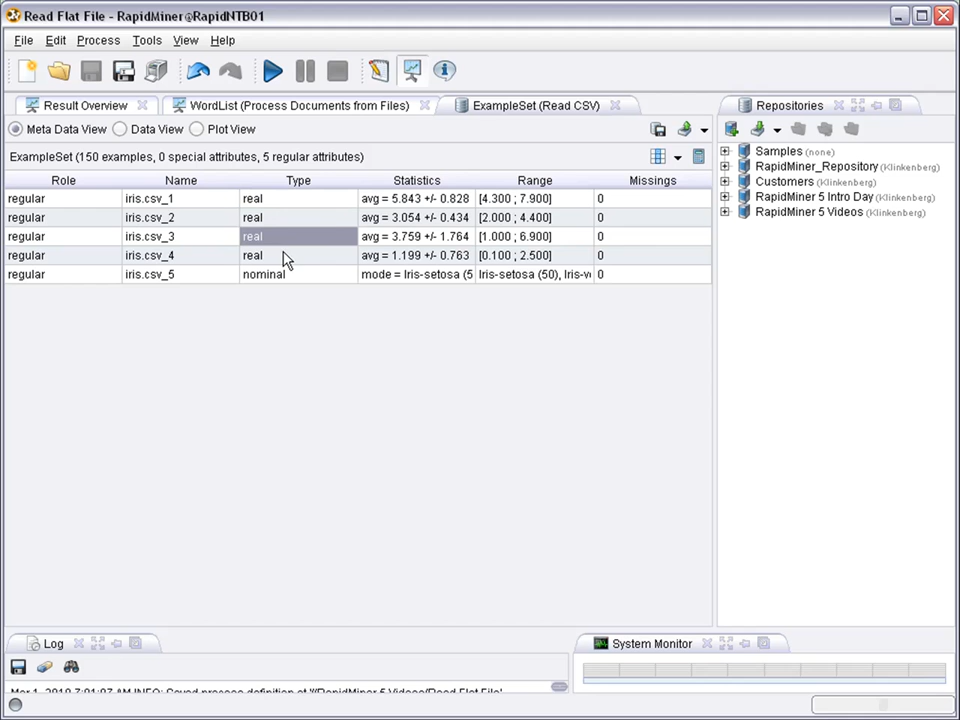 Read Flat File - RapidMiner@RapidNTB01
File Edit Process Tools View Help
Result Overview WordList (Process Documents from Files) ExampleSet (Read CSV) Repositories
Meta Data View Data View Plot View
ExampleSet (150 examples, 0 special attributes, 5 regular attributes)
Role Name Type Statistics Range Missings
regular iris.csv_1 real avg = 5.843 +/- 0.828 [4.300 ; 7.900] 0
regular iris.csv_2 real avg = 3.054 +/- 0.434 [2.000 ; 4.400] 0
regular iris.csv_3 real avg = 3.759 +/- 1.764 [1.000 ; 6.900] 0
regular iris.csv_4 real avg = 1.199 +/- 0.763 [0.100 ; 2.500] 0
regular iris.csv_5 nominal mode = Iris-setosa (5 Iris-setosa (50), Iris-v 0
Samples (none)
RapidMiner_Repository (Klinkenberg)
Customers (Klinkenberg)
RapidMiner 5 Intro Day (Klinkenberg)
RapidMiner 5 Videos (Klinkenberg)
Log
System Monitor
Mar 1, 2010 7:01:07 AM INFO: Saved process definition at '//RapidMiner 5 Videos/Read Flat File'.